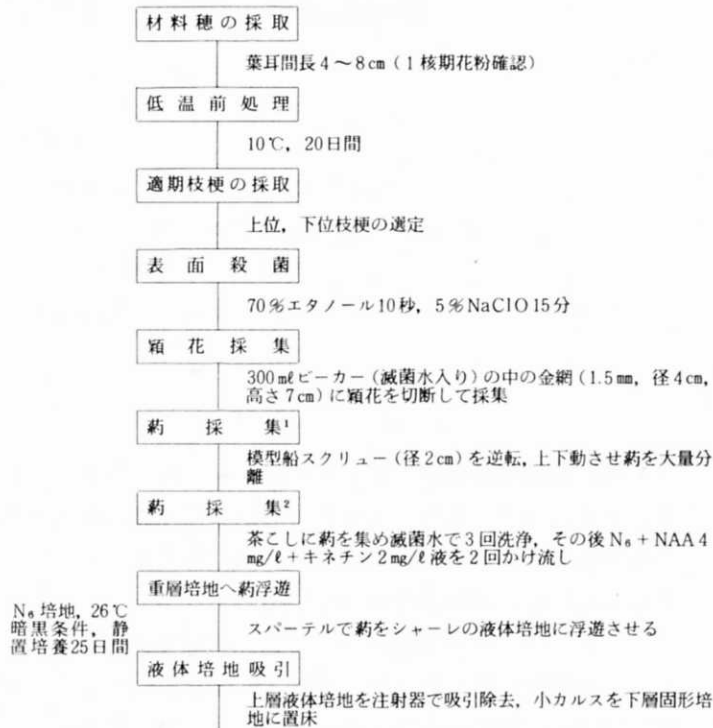 材料穂の採取
葉耳間長4~8cm(1核期花粉確認)
低温前処理
10℃, 20日間
適期枝梗の採取
上位, 下位枝梗の選定
表面殺菌
70%エタノール10秒, 5%NaClO 15分
穎花採集
300mℓビーカー(滅菌水入り)の中の金網(1.5mm, 径4cm,
高さ7cm)に穎花を切断して採集
葯採集¹
模型船スクリュー(径2cm)を逆転, 上下動させ葯を大量分
離
葯採集²
茶こしに葯を集め滅菌水で3回洗浄, その後N₆+NAA 4
mg/ℓ+キネチン2mg/ℓ液を2回かけ流し
重層培地へ葯浮遊
N₆培地, 26℃
暗黒条件, 静
置培養25日間
スパーテルで葯をシャーレの液体培地に浮遊させる
液体培地吸引
上層液体培地を注射器で吸引除去, 小カルスを下層固形培
地に置床